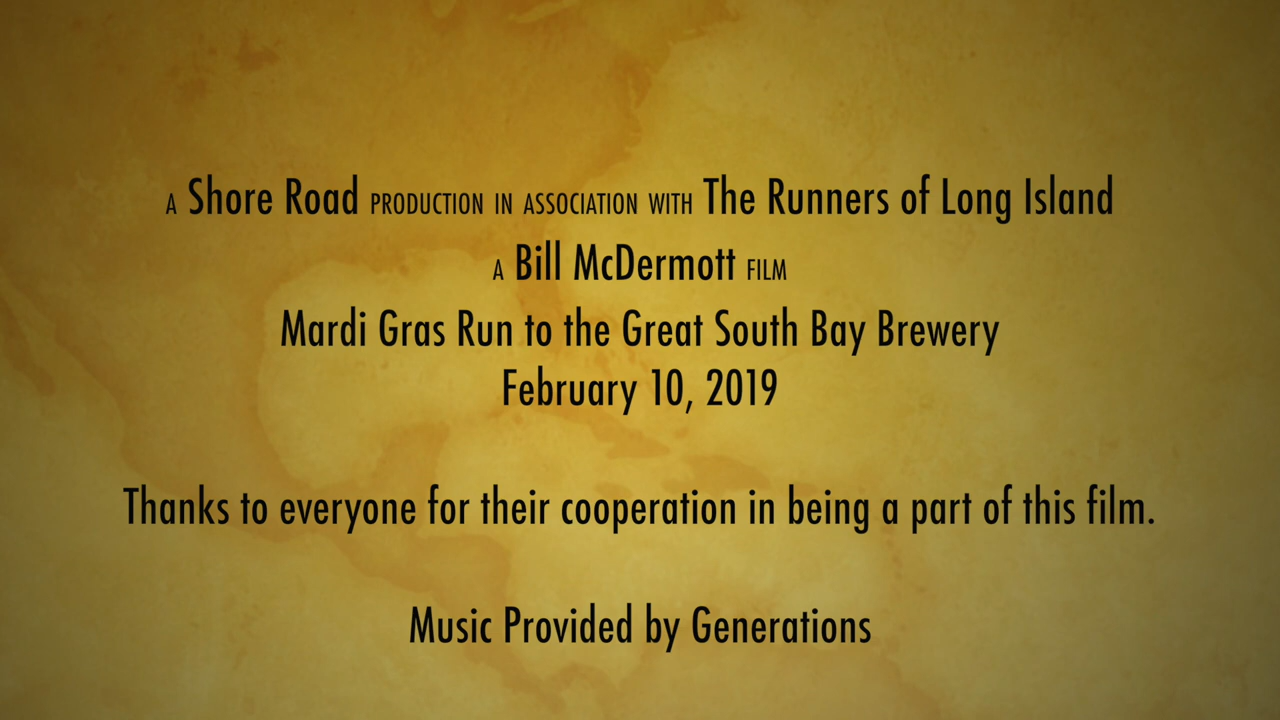 A Shore Road PRODUCTION IN ASSOCIATION WITH The Runners of Long Island
A Bill McDermott FILM
Mardi Gras Run to the Great South Bay Brewery
February 10, 2019
Thanks to everyone for their cooperation in being a part of this film.
Music Provided by Generations